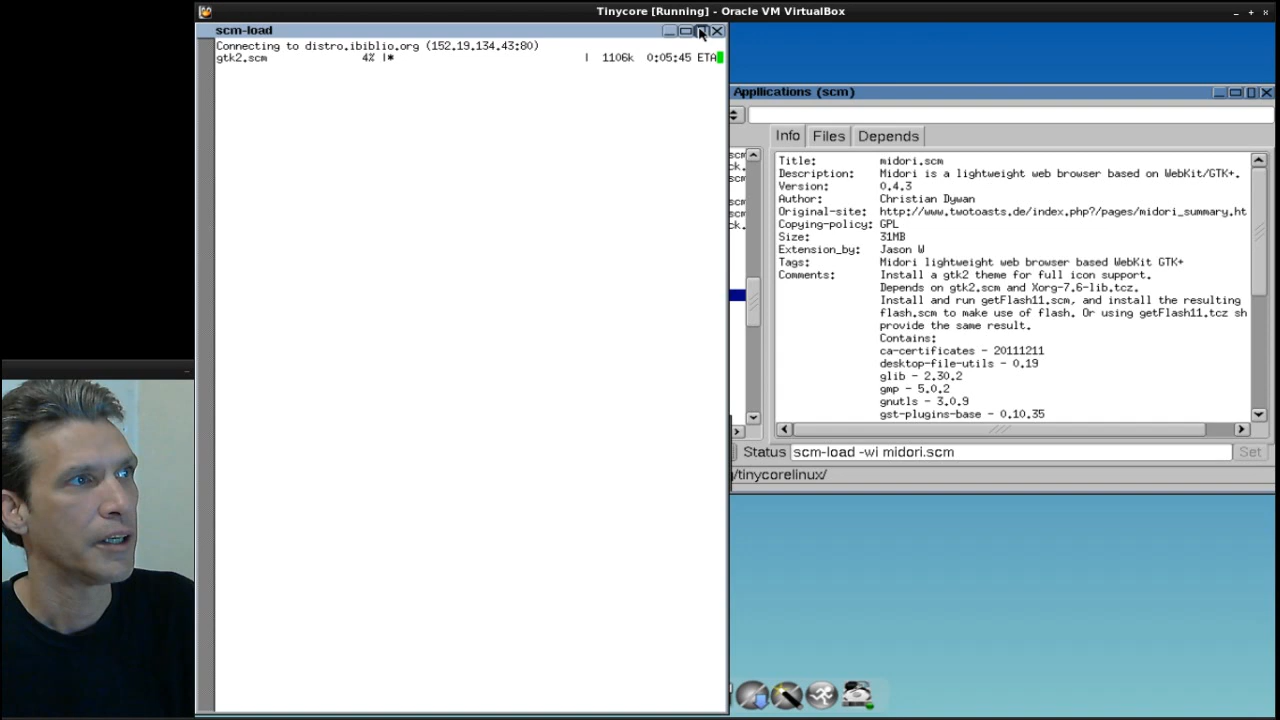 Tinycore [Running] - Oracle VM VirtualBox
scm-load
Connecting to distro.ibiblio.org (152.19.134.43:80)
gtk2.scm 4% |* | 1106k 0:05:45 ETA
Appllications (scm)
Info Files Depends
scm
ck.
scm
scm
scm
ck.
Title: midori.scm
Description: Midori is a lightweight web browser based on WebKit/GTK+.
Version: 0.4.3
Author: Christian Dywan
Original-site: http://www.twotoasts.de/index.php?/pages/midori_summary.ht
Copying-policy: GPL
Size: 31MB
Extension_by: Jason W
Tags: Midori lightweight web browser based WebKit GTK+
Comments: Install a gtk2 theme for full icon support.
Depends on gtk2.scm and Xorg-7.6-lib.tcz.
Install and run getFlash11.scm, and install the resulting
flash.scm to make use of flash. Or using getFlash11.tcz sh
provide the same result.
Contains:
ca-certificates - 20111211
desktop-file-utils - 0.19
glib - 2.30.2
gmp - 5.0.2
gnutls - 3.0.9
gst-plugins-base - 0.10.35
Status scm-load -wi midori.scm Set
/tinycorelinux/